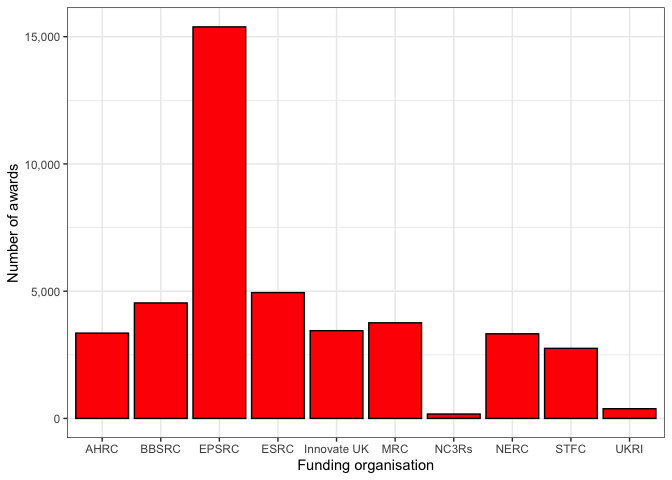 15,000
10,000
5,000
0
Number of awards
AHRC BBSRC EPSRC ESRC Innovate UK MRC NC3Rs NERC STFC UKRI
Funding organisation